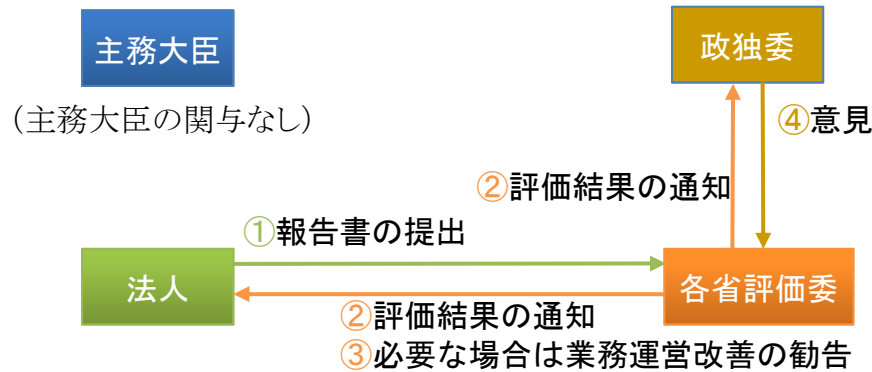 主務大臣
政独委
（主務大臣の関与なし）
④意見
②評価結果の通知
①報告書の提出
法人
各省評価委
②評価結果の通知
③必要な場合は業務運営改善の勧告